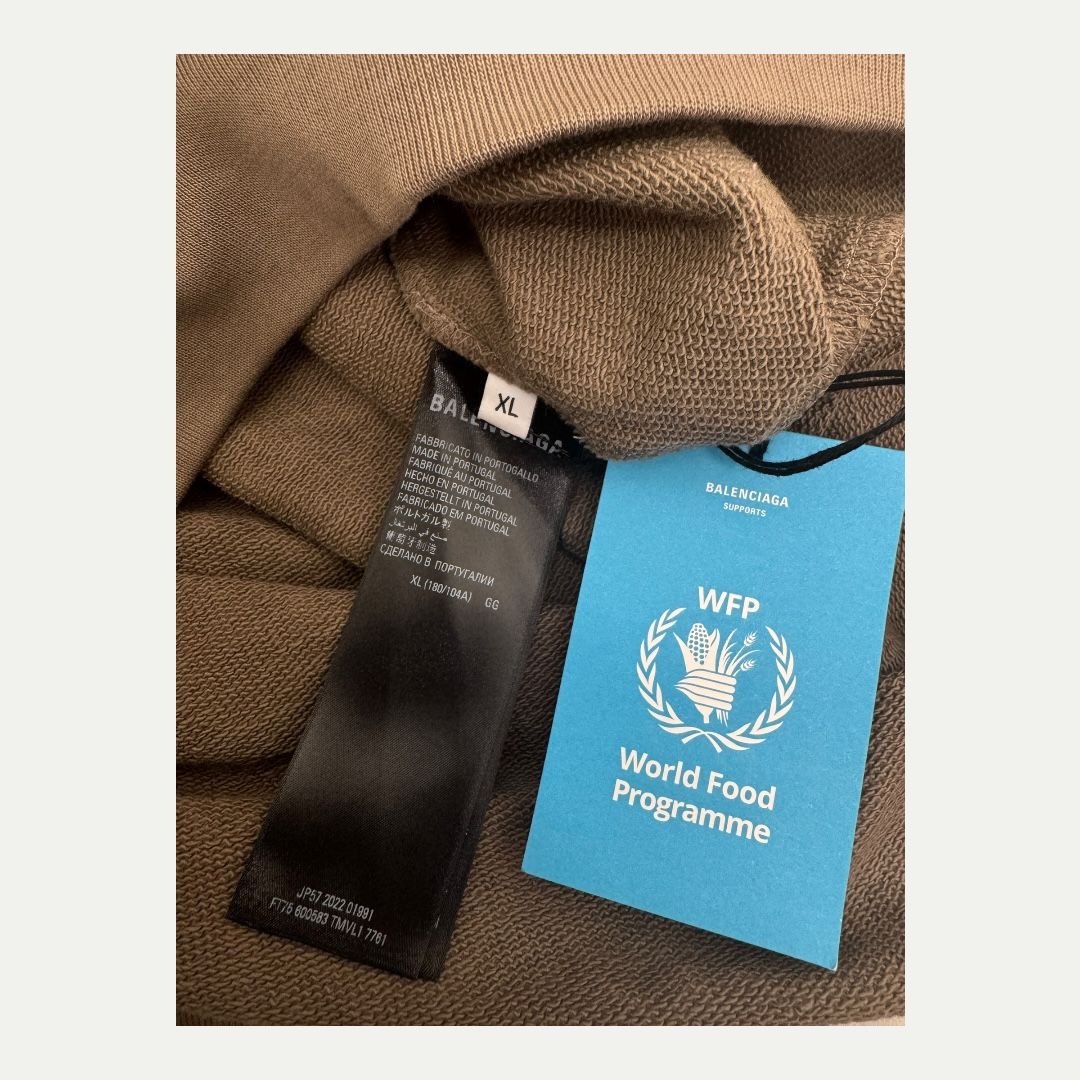 XL
BALENCIAGA
FABBRICATO IN PORTOGALLO
MADE IN PORTUGAL
FABRIQUÉ AU PORTUGAL
HECHO EN PORTUGAL
HERGESTELLT IN PORTUGAL
FABRICADO EM PORTUGAL
ポルトガル製
صنع في البرتغال
葡萄牙制造
СДЕЛАНО В ПОРТУГАЛИИ
XL (180/104A) GG
JP57 2022 01991
FT75 600583 TMVL1 7761
BALENCIAGA
SUPPORTS
WFP
World Food
Programme